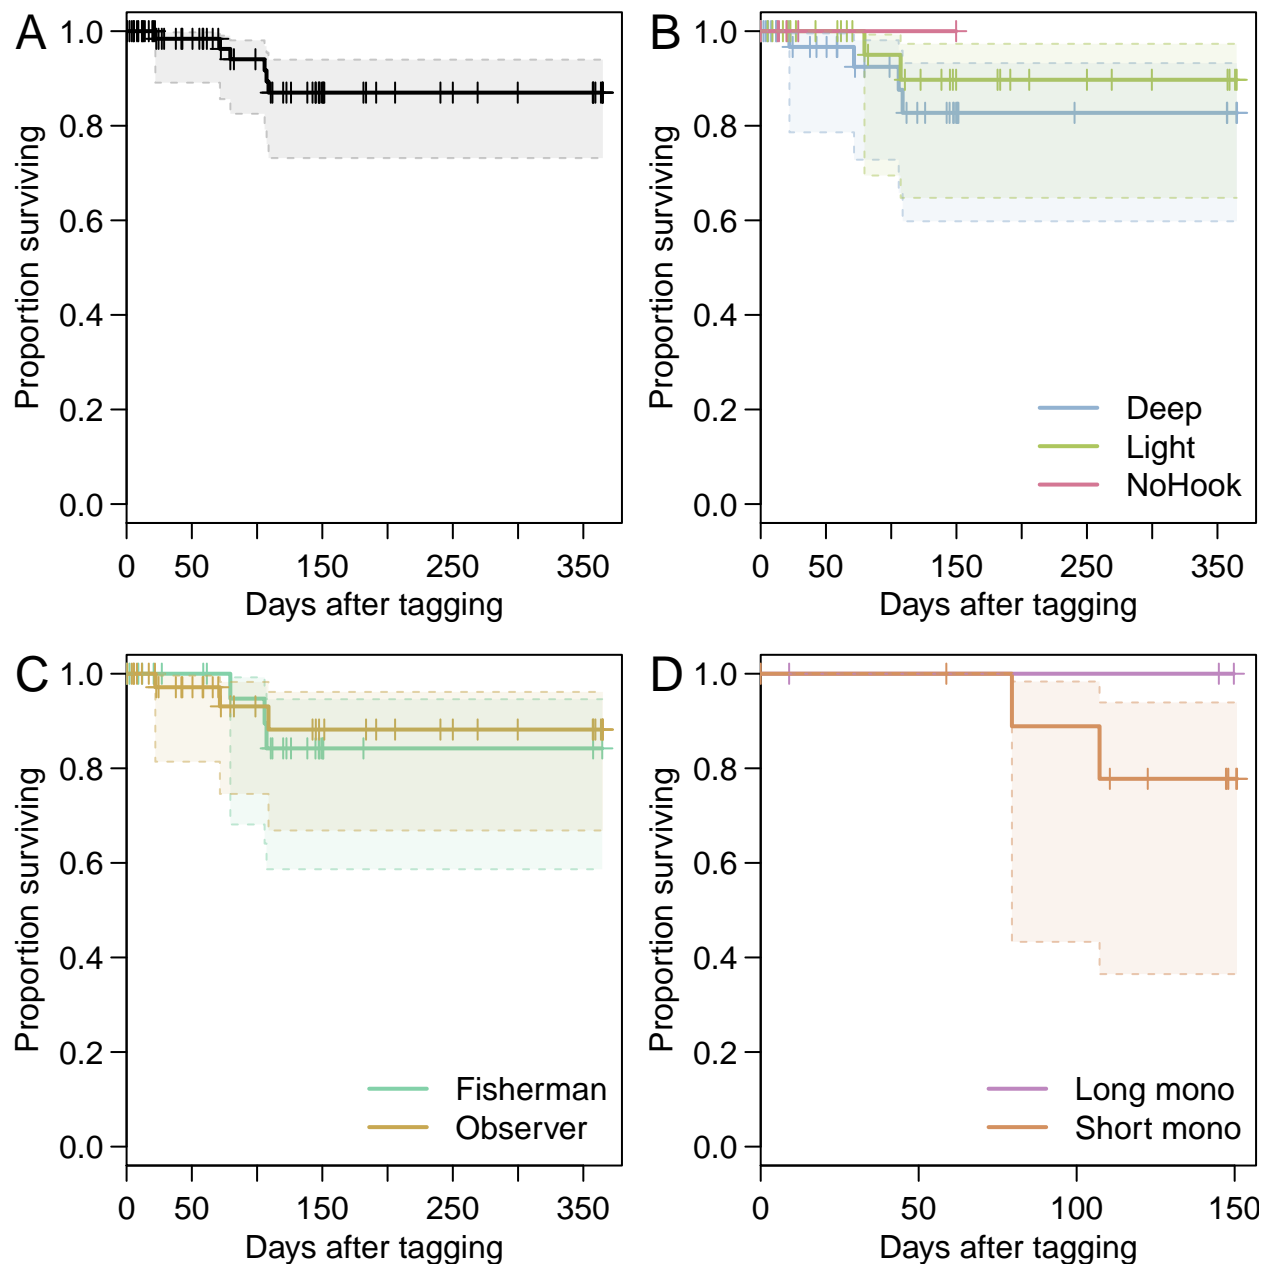 A
B
1.0
0.8
0.6
0.4
0.2
0.0
Proportion surviving
0
50
150
250
350
Days after tagging
1.0
0.8
0.6
0.4
0.2
0.0
Proportion surviving
Deep
Light
NoHook
0
50
150
250
350
Days after tagging
C
D
1.0
0.8
0.6
0.4
0.2
0.0
Proportion surviving
Fisherman
Observer
0
50
150
250
350
Days after tagging
1.0
0.8
0.6
0.4
0.2
0.0
Proportion surviving
Long mono
Short mono
0
50
100
150
Days after tagging